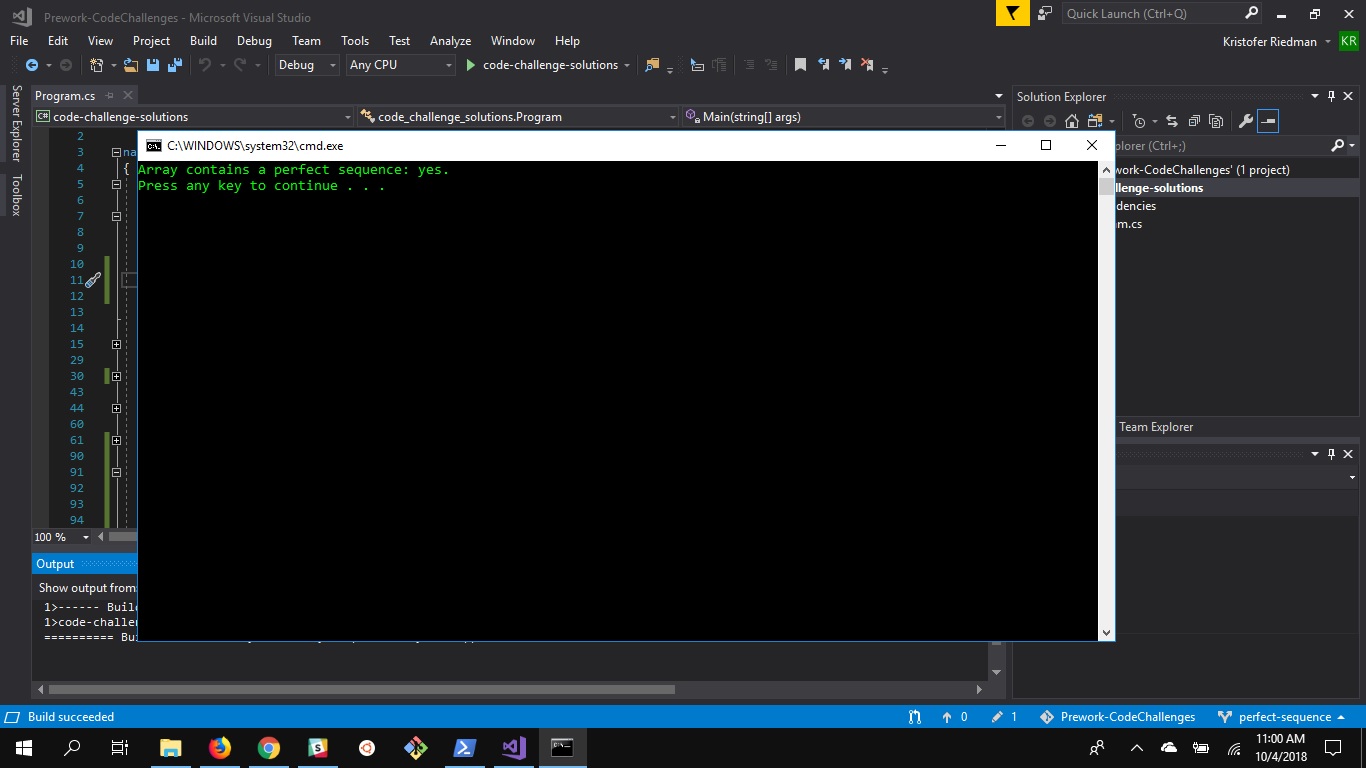 Prework-CodeChallenges - Microsoft Visual Studio
Quick Launch (Ctrl+Q)
File Edit View Project Build Debug Team Tools Test Analyze Window Help
Kristofer Riedman KR
Debug Any CPU code-challenge-solutions
Server Explorer
Toolbox
Program.cs
code-challenge-solutions code_challenge_solutions.Program Main(string[] args)
2
3 na
4 {
5
6
7
8
9
10
11
12
13
14
15
29
30
43
44
60
61
90
91
92
93
94
100 %
C:\WINDOWS\system32\cmd.exe
Array contains a perfect sequence: yes.
Press any key to continue . . .
Solution Explorer
plorer (Ctrl+;)
work-CodeChallenges' (1 project)
llenge-solutions
dencies
am.cs
Team Explorer
Output
Show output from:
1>------ Build
1>code-challen
========== Bu
Build succeeded
0 1 Prework-CodeChallenges perfect-sequence
11:00 AM
10/4/2018